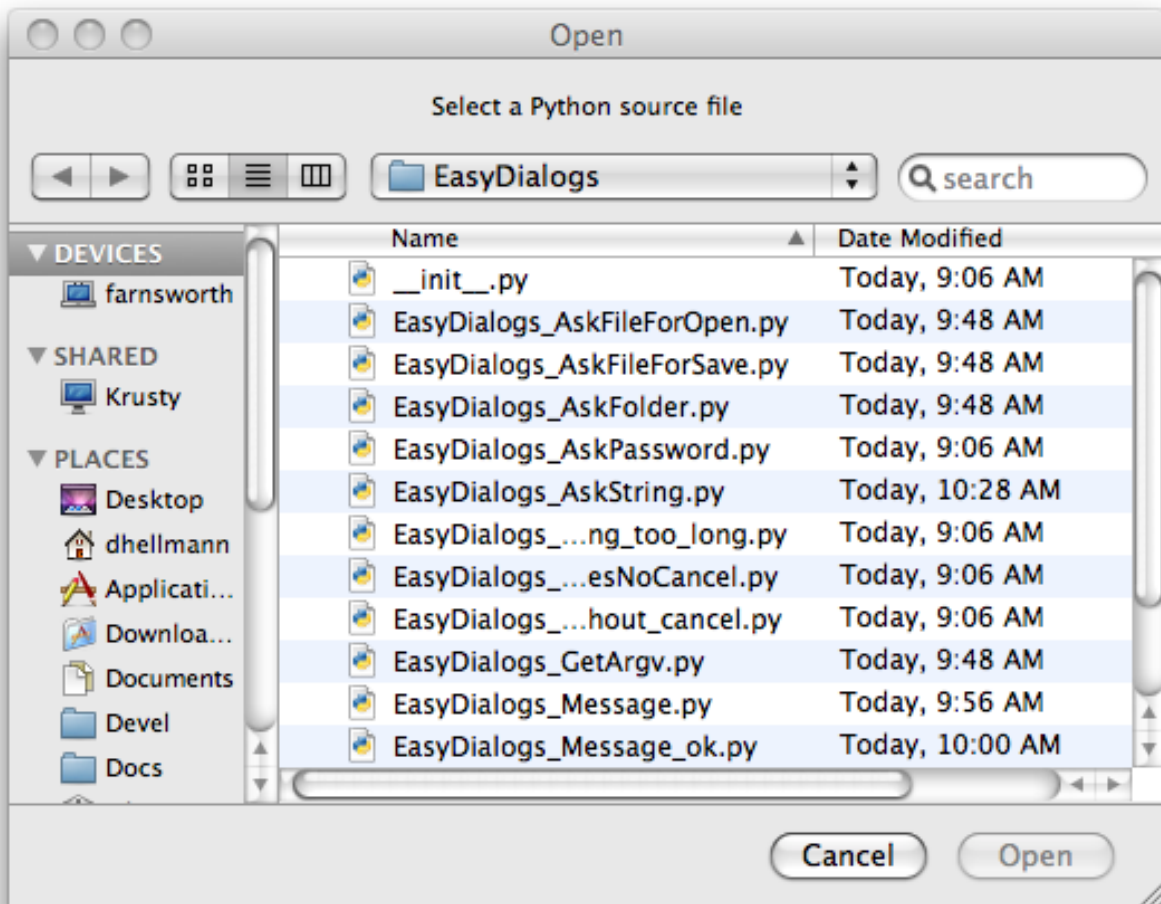 Open
Select a Python source file
EasyDialogs
search
DEVICES
farnsworth
SHARED
Krusty
PLACES
Desktop
dhellmann
Applicati...
Downloa...
Documents
Devel
Docs
Name Date Modified
__init__.py Today, 9:06 AM
EasyDialogs_AskFileForOpen.py Today, 9:48 AM
EasyDialogs_AskFileForSave.py Today, 9:48 AM
EasyDialogs_AskFolder.py Today, 9:48 AM
EasyDialogs_AskPassword.py Today, 9:06 AM
EasyDialogs_AskString.py Today, 10:28 AM
EasyDialogs_...ng_too_long.py Today, 9:06 AM
EasyDialogs_...esNoCancel.py Today, 9:06 AM
EasyDialogs_...hout_cancel.py Today, 9:06 AM
EasyDialogs_GetArgv.py Today, 9:48 AM
EasyDialogs_Message.py Today, 9:56 AM
EasyDialogs_Message_ok.py Today, 10:00 AM
Cancel Open